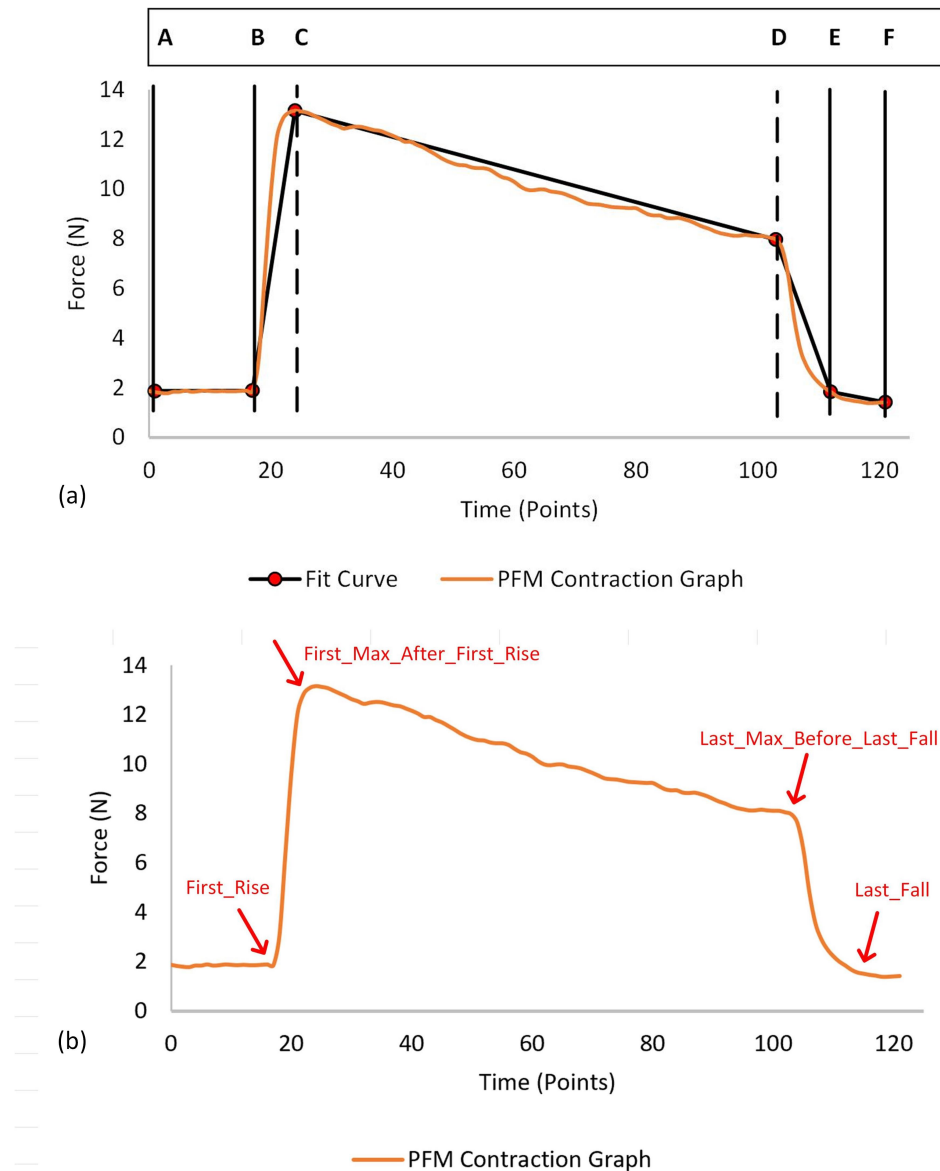 A B C D E F
14
12
10
8
6
4
2
0
Force (N)
0 20 40 60 80 100 120
Time (Points)
(a)
Fit Curve PFM Contraction Graph
First_Max_After_First_Rise
14
12
10
8
6
4
2
0
Force (N)
Last_Max_Before_Last_Fall
First_Rise
Last_Fall
0 20 40 60 80 100 120
(b)
Time (Points)
PFM Contraction Graph